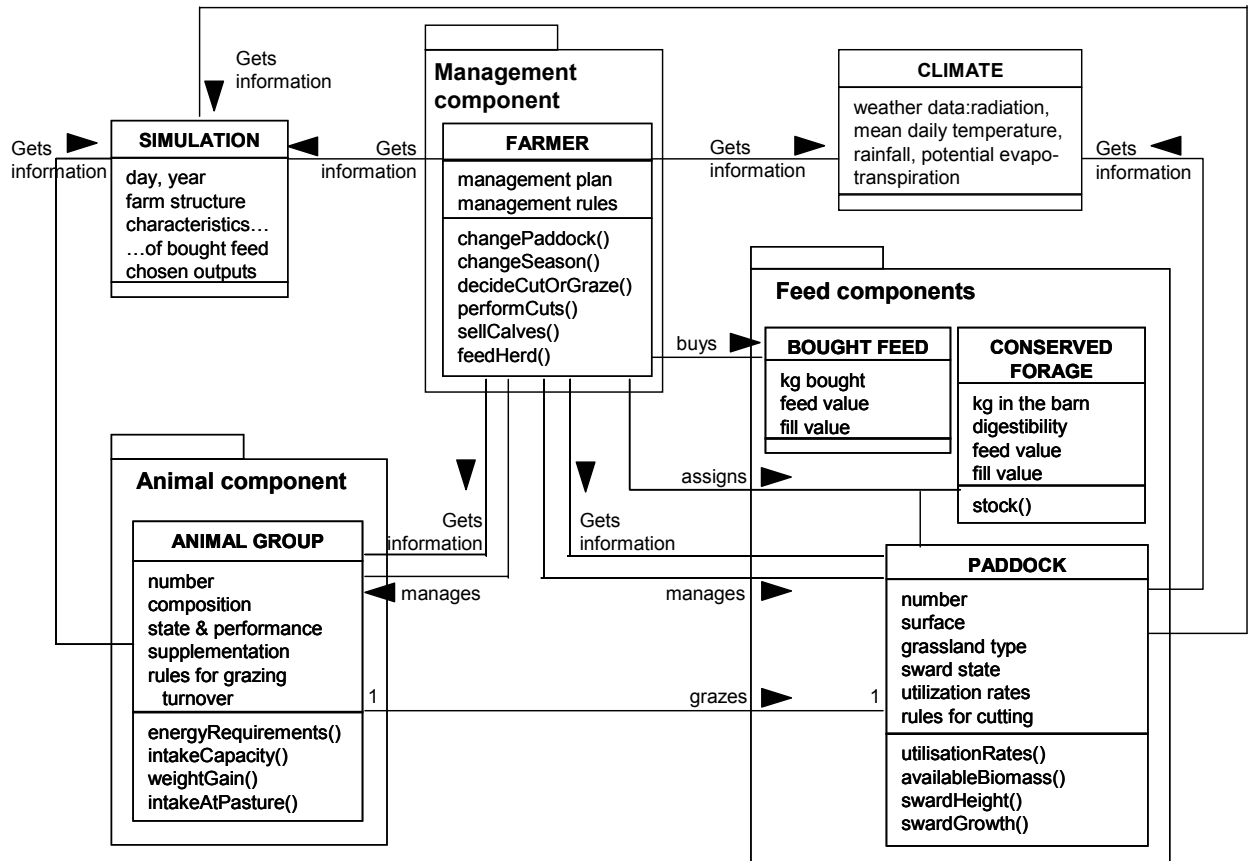 Gets
information
Management
component
CLIMATE
weather data:radiation,
mean daily temperature,
rainfall, potential evapo-
transpiration
Gets
information
SIMULATION
day, year
farm structure
characteristics…
…of bought feed
chosen outputs
Gets
information
FARMER
management plan
management rules
changePaddock()
changeSeason()
decideCutOrGraze()
performCuts()
sellCalves()
feedHerd()
Gets
information
Gets
information
Feed components
buys
BOUGHT FEED
kg bought
feed value
fill value
CONSERVED
FORAGE
kg in the barn
digestibility
feed value
fill value
stock()
assigns
Animal component
Gets
information
Gets
information
ANIMAL GROUP
number
composition
state & performance
supplementation
rules for grazing
turnover
energyRequirements()
intakeCapacity()
weightGain()
intakeAtPasture()
manages
manages
1
grazes
1
PADDOCK
number
surface
grassland type
sward state
utilization rates
rules for cutting
utilisationRates()
availableBiomass()
swardHeight()
swardGrowth()